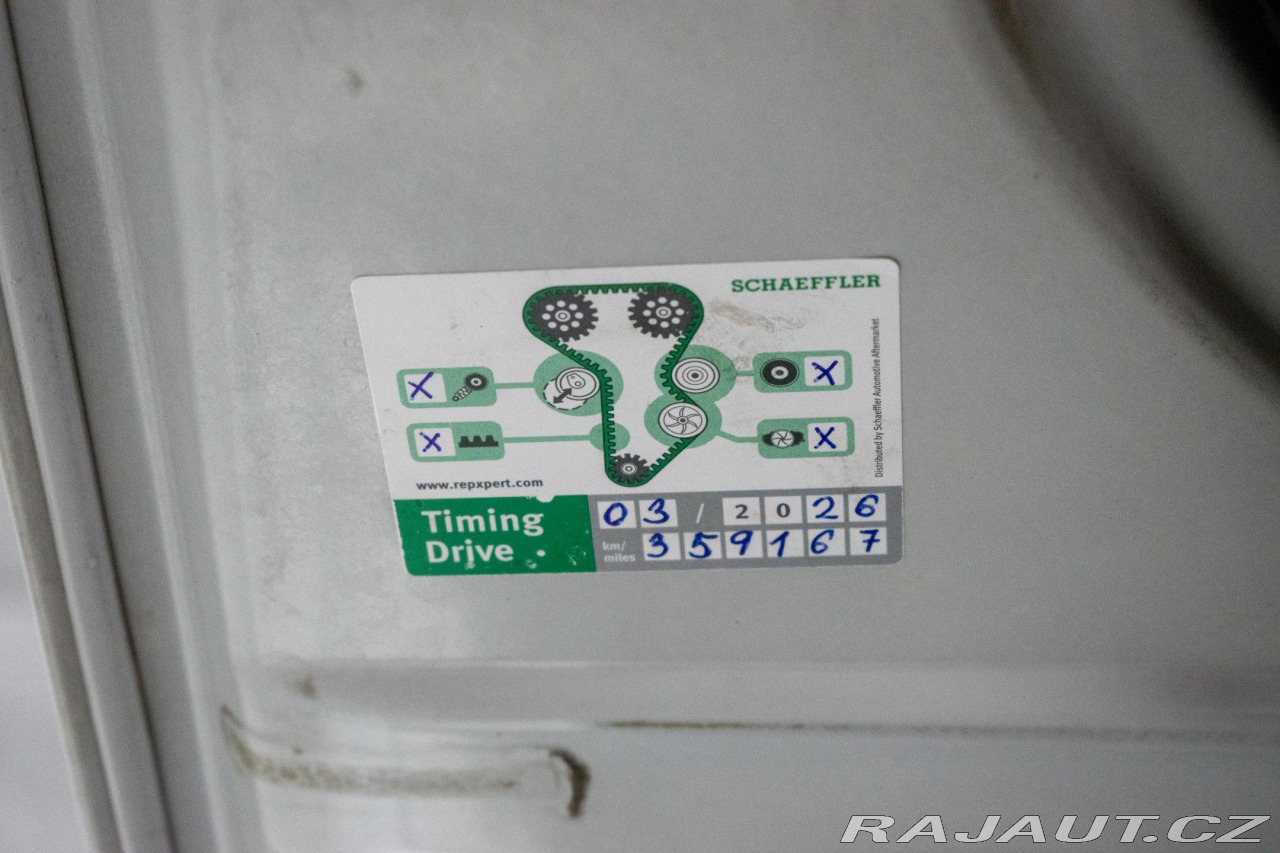 SCHAEFFLER
X
X
X
X
Distributed by Schaeffler Automotive Aftermarket
www.repxpert.com
Timing
Drive
03 / 2026
km/
miles
359167
RAJAUT.CZ